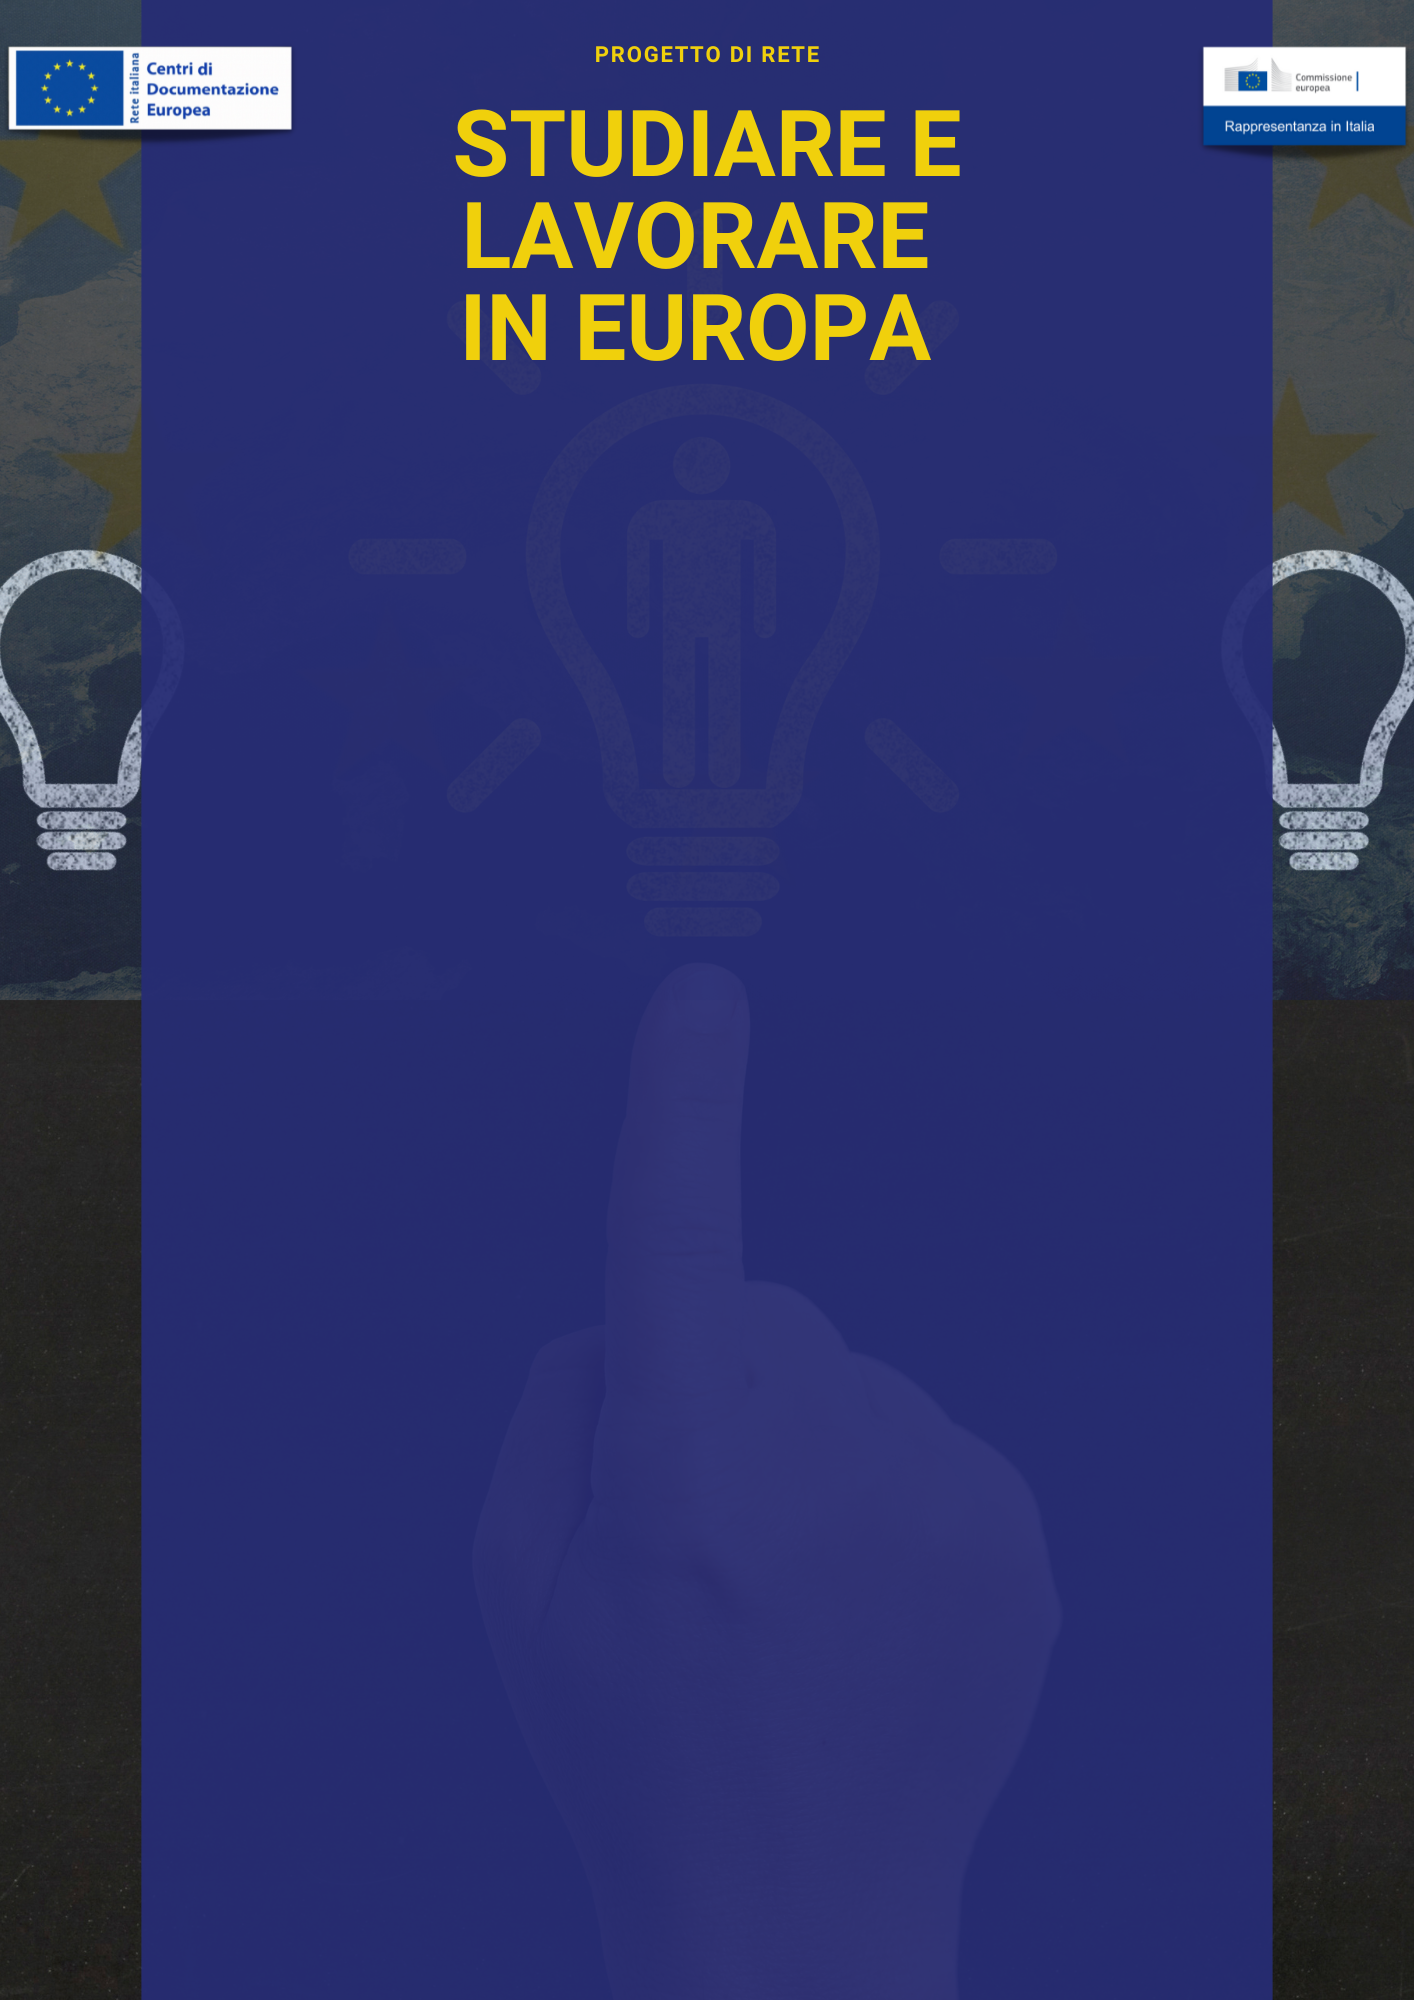 PROGETTO DI RETE
Rete italiana
Centri di
Documentazione
Europea
Commissione
europea
Rappresentanza in Italia
STUDIARE E
LAVORARE
IN EUROPA